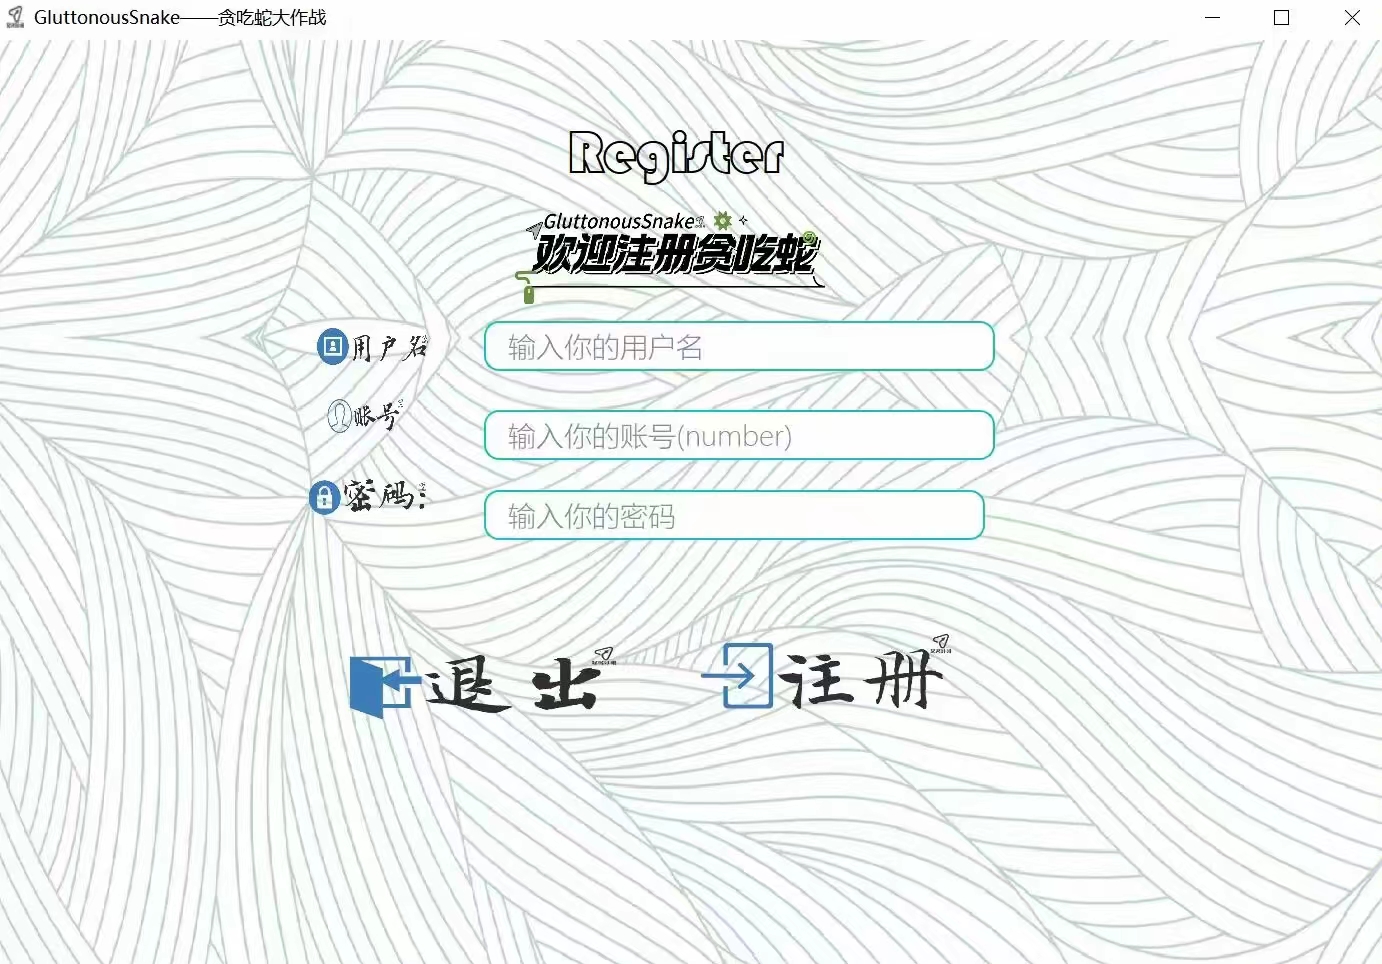 GluttonousSnake——贪吃蛇大作战
Register
GluttonousSnake
欢迎注册贪吃蛇
用户名
输入你的用户名
账号
输入你的账号(number)
密码：
输入你的密码
退出
注册